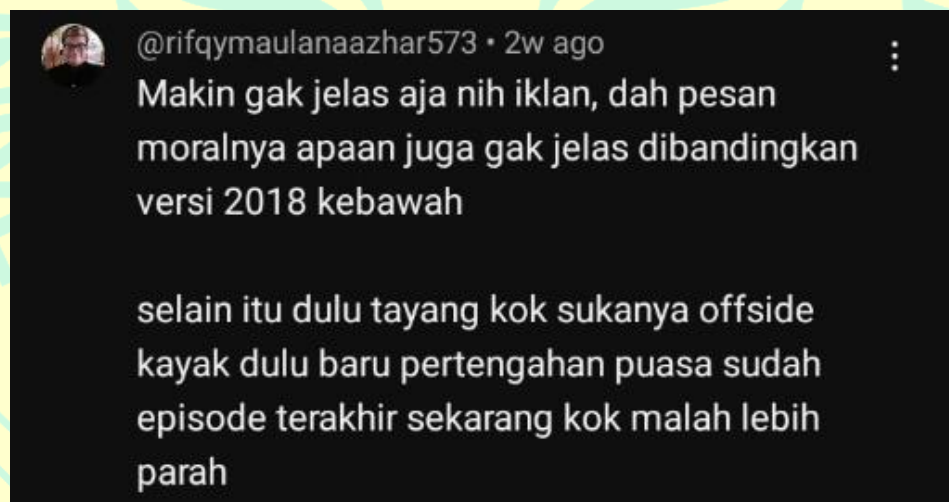 @rifqymaulanaazhar573 • 2w ago
Makin gak jelas aja nih iklan, dah pesan
moralnya apaan juga gak jelas dibandingkan
versi 2018 kebawah
selain itu dulu tayang kok sukanya offside
kayak dulu baru pertengahan puasa sudah
episode terakhir sekarang kok malah lebih
parah